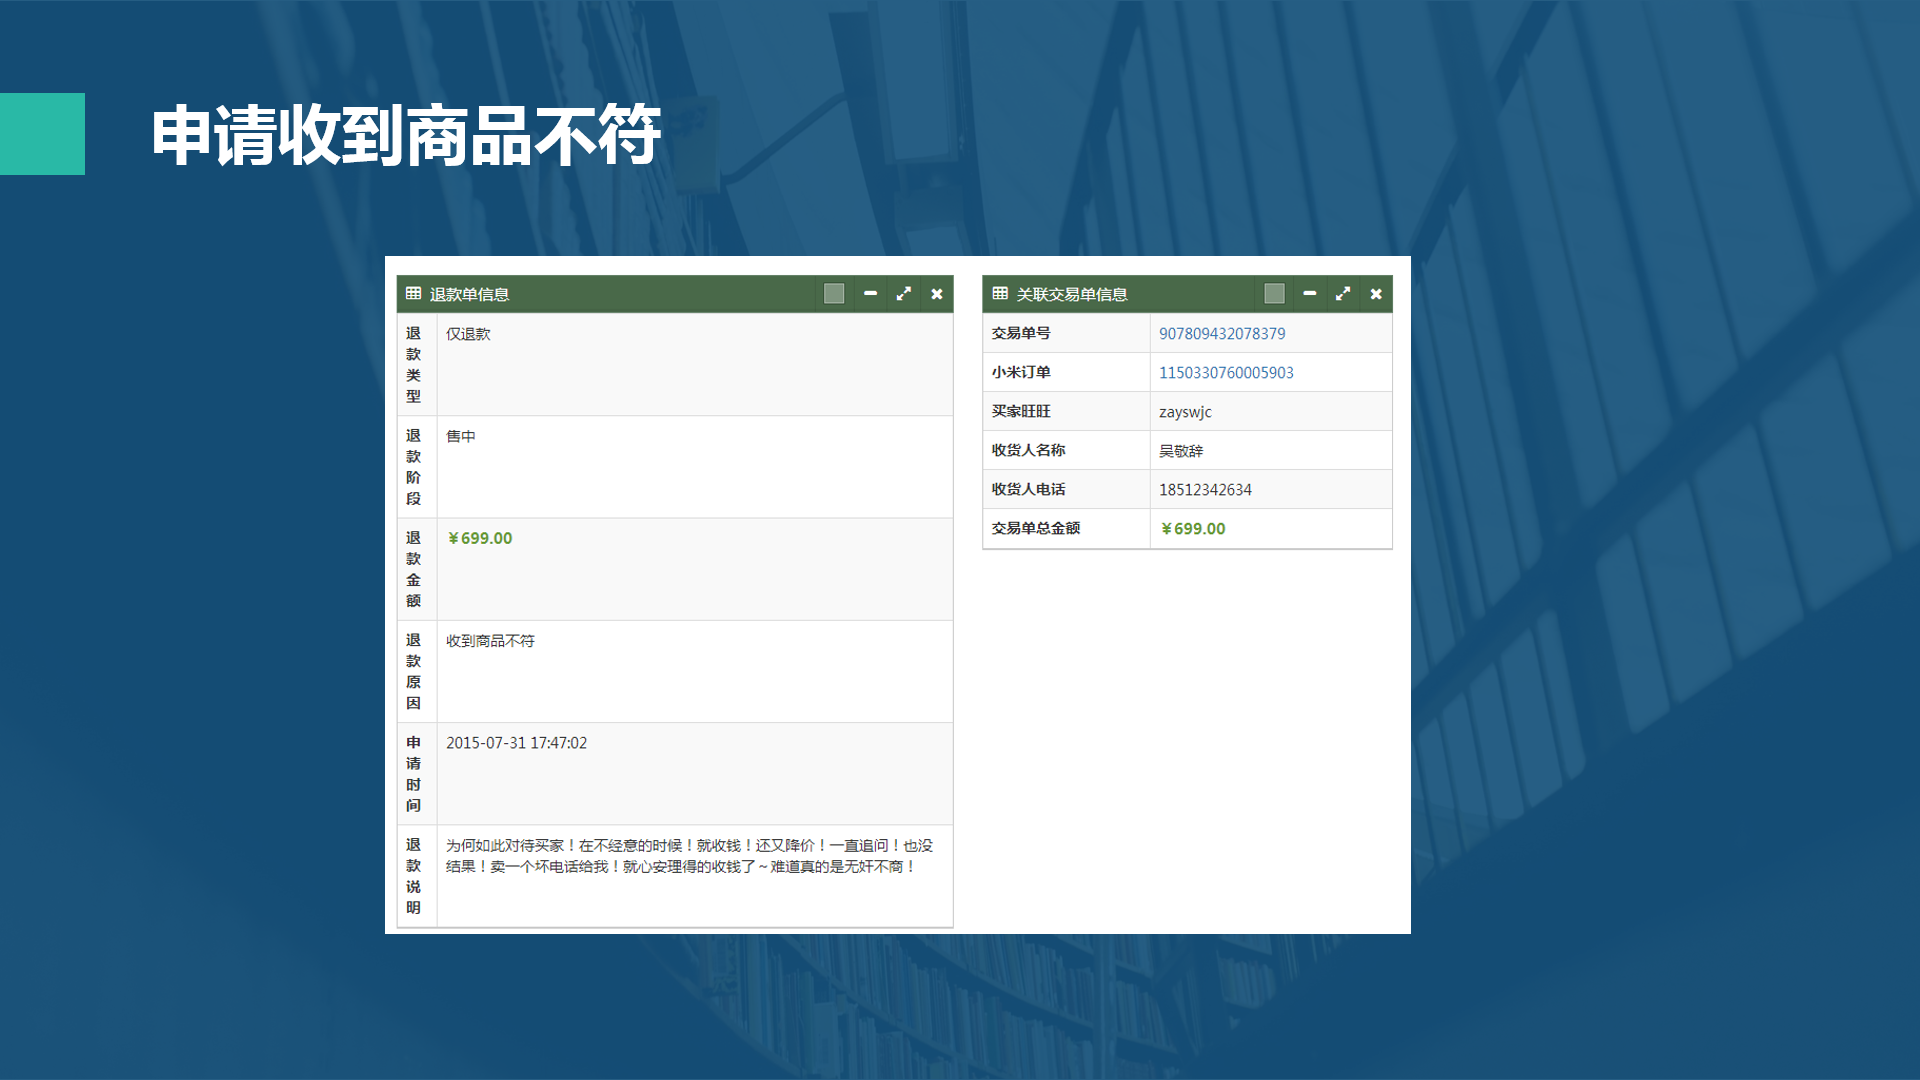 申请收到商品不符
退款单信息
退款类型 仅退款
退款阶段 售中
退款金额 ¥699.00
退款原因 收到商品不符
申请时间 2015-07-31 17:47:02
退款说明 为何如此对待买家！在不经意的时候！就收钱！还又降价！一直追问！也没
结果！卖一个坏电话给我！就心安理得的收钱了～难道真的是无奸不商！
关联交易单信息
交易单号 907809432078379
小米订单 1150330760005903
买家旺旺 zayswjc
收货人名称 吴敬辞
收货人电话 18512342634
交易单总金额 ¥699.00